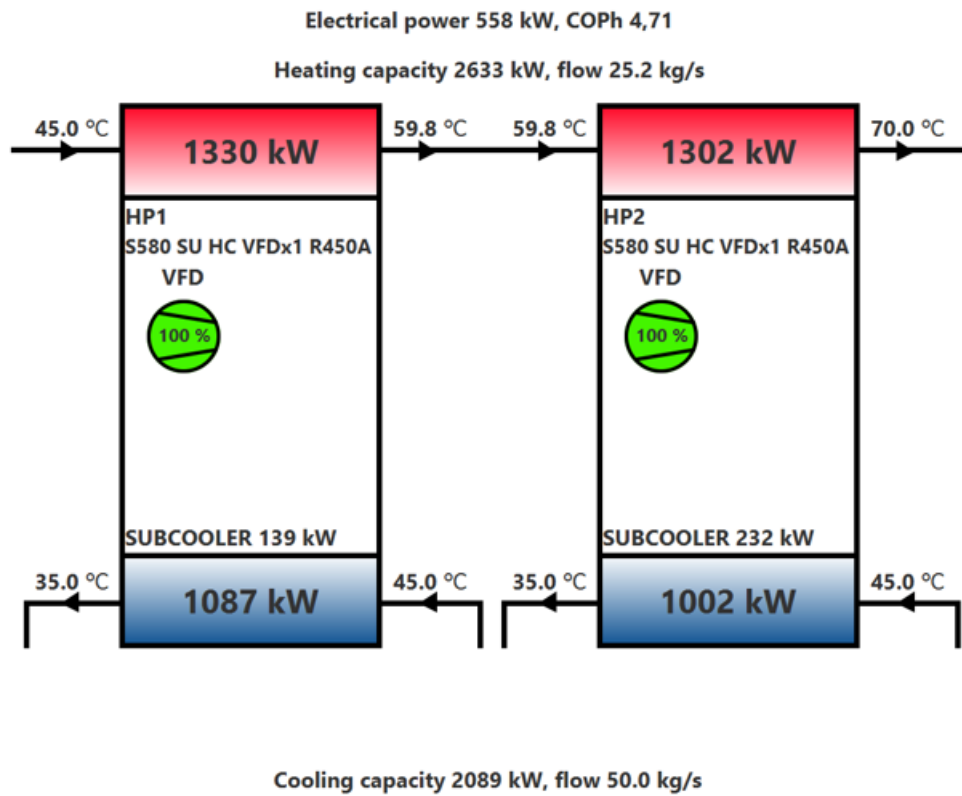 Electrical power 558 kW, COPh 4,71
Heating capacity 2633 kW, flow 25.2 kg/s
45.0 °C
1330 kW
59.8 °C
59.8 °C
1302 kW
70.0 °C
HP1
S580 SU HC VFDx1 R450A
VFD
100 %
HP2
S580 SU HC VFDx1 R450A
VFD
100 %
SUBCOOLER 139 kW
SUBCOOLER 232 kW
35.0 °C
1087 kW
45.0 °C
35.0 °C
1002 kW
45.0 °C
Cooling capacity 2089 kW, flow 50.0 kg/s